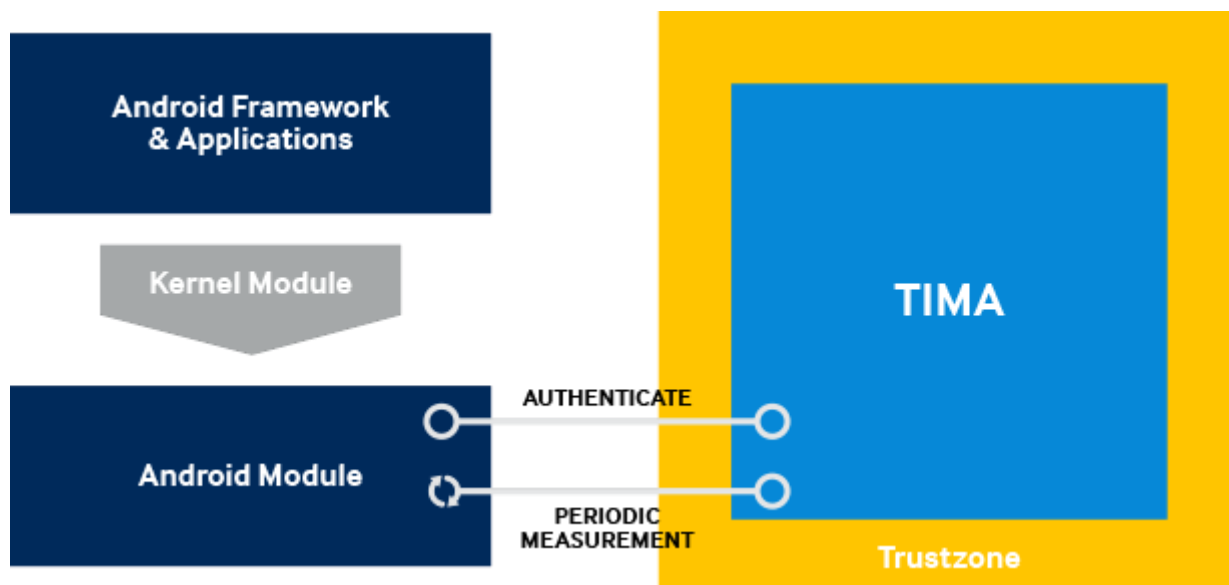 Android Framework
& Applications
Kernel Module
TIMA
AUTHENTICATE
Android Module
PERIODIC
MEASUREMENT
Trustzone